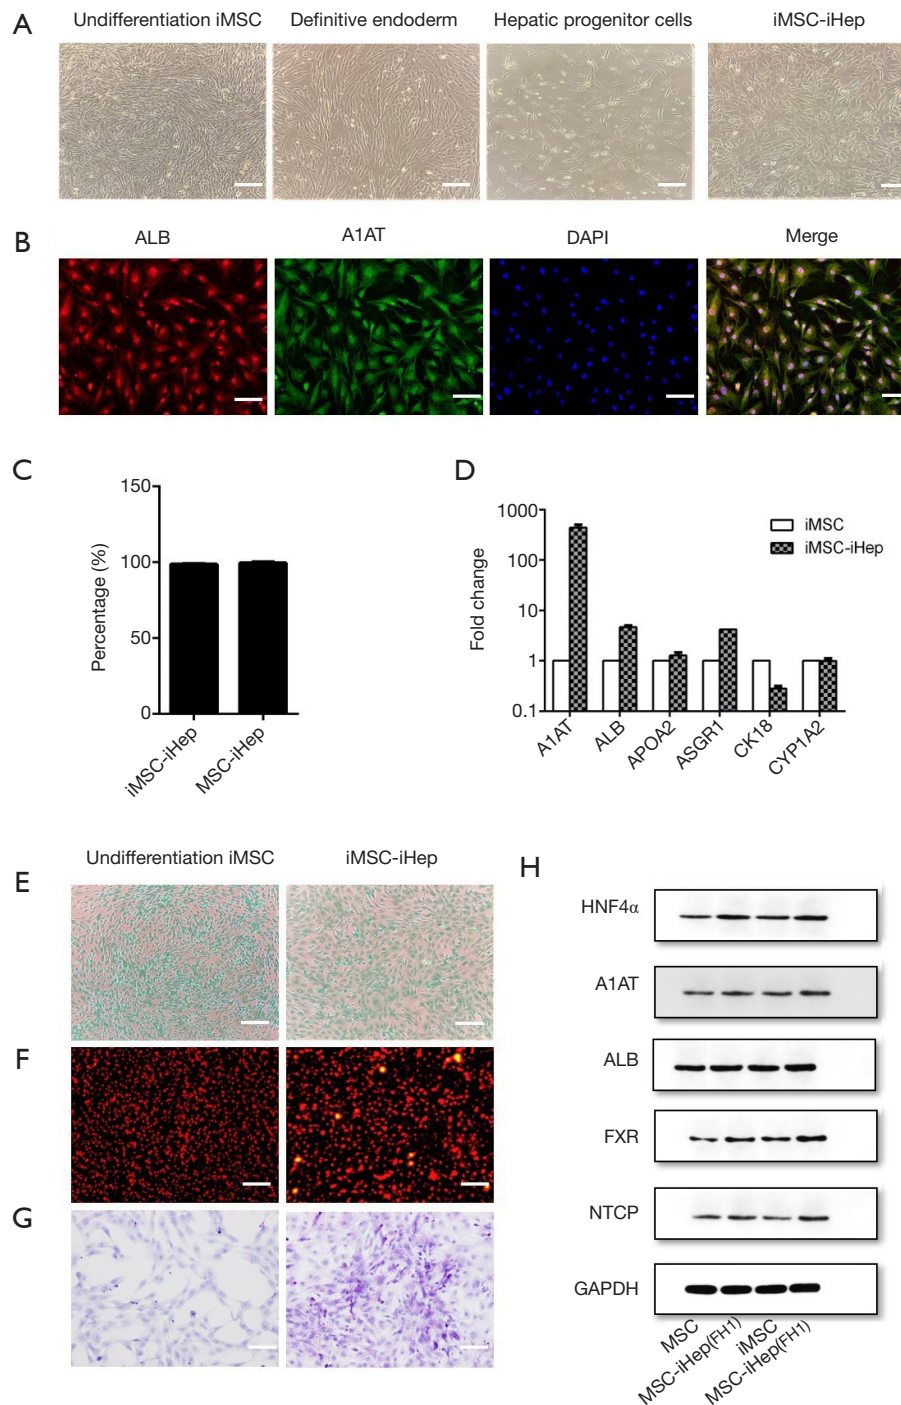 A
Undifferentiation iMSC
Definitive endoderm
Hepatic progenitor cells
iMSC-iHep
B
ALB
A1AT
DAPI
Merge
C
Percentage (%)
150
100
50
0
iMSC-iHep
MSC-iHep
D
Fold change
1000
100
10
1
0.1
iMSC
iMSC-iHep
A1AT
ALB
APOA2
ASGR1
CK18
CYP1A2
Undifferentiation iMSC
iMSC-iHep
E
F
G
H
HNF4α
A1AT
ALB
FXR
NTCP
GAPDH
MSC
MSC-iHep(FH1)
iMSC
MSC-iHep(FH1)